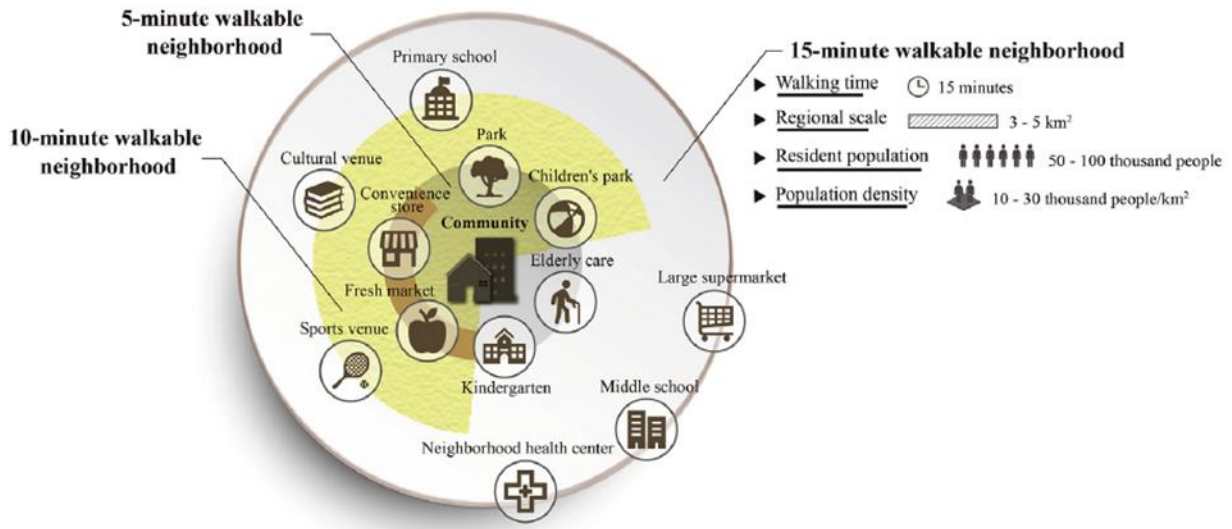 5-minute walkable
neighborhood
10-minute walkable
neighborhood
Primary school
Park
Cultural venue
Convenience
store
Children's park
Community
Elderly care
Fresh market
Sports venue
Kindergarten
Large supermarket
Middle school
Neighborhood health center
15-minute walkable neighborhood
Walking time 15 minutes
Regional scale 3 - 5 km²
Resident population 50 - 100 thousand people
Population density 10 - 30 thousand people/km²